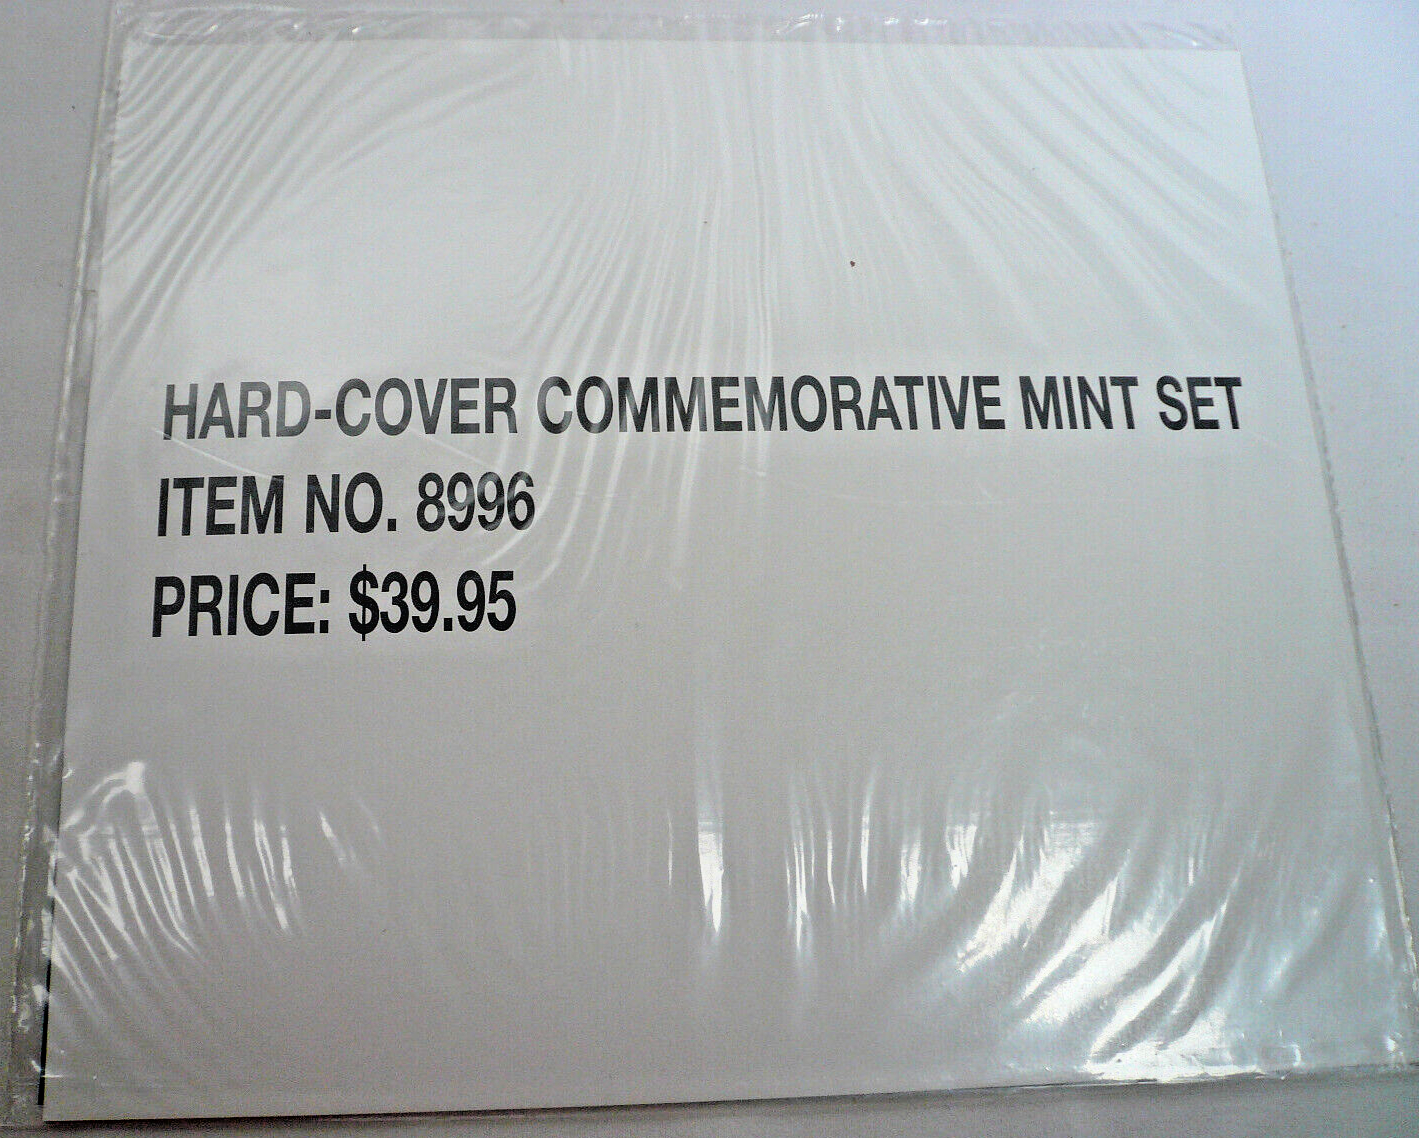 HARD-COVER COMMEMORATIVE MINT SET
ITEM NO. 8996
PRICE: $39.95